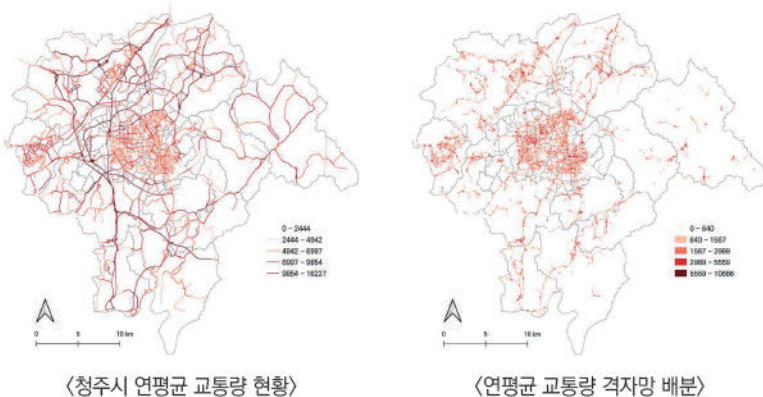 0 – 2444
2444 – 4942
4942 – 6997
6997 – 9854
9854 – 16227
0 5 10 km
〈청주시 연평균 교통량 현황〉
0 – 640
640 – 1567
1567 – 2989
2989 – 5559
5559 – 10686
0 5 10 km
〈연평균 교통량 격자망 배분〉